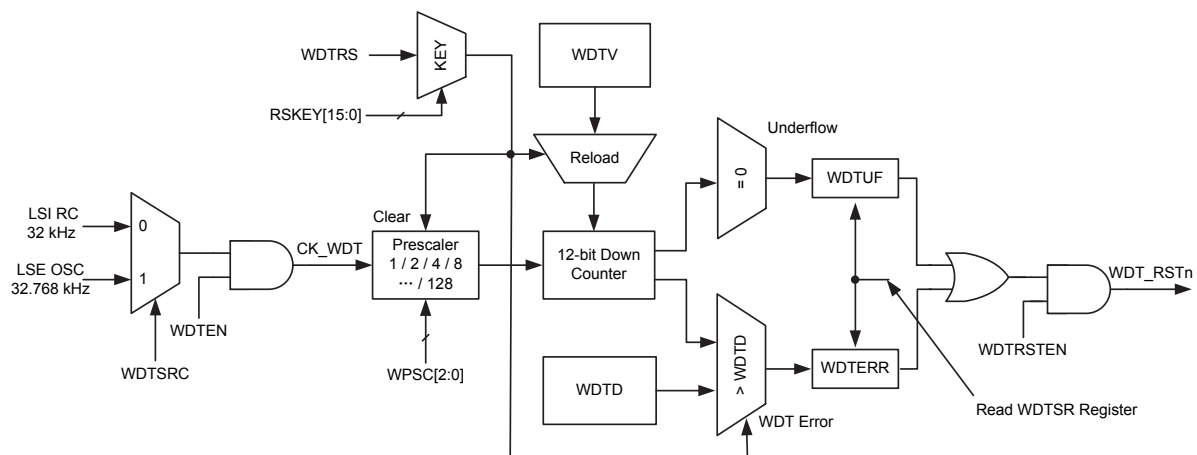 WDTRS
KEY
RSKEY[15:0]
WDTV
Reload
Underflow
= 0
WDTUF
LSI RC
32 kHz
0
LSE OSC
32.768 kHz
1
WDTEN
WDTSRC
CK_WDT
Clear
Prescaler
1 / 2 / 4 / 8
... / 128
WPSC[2:0]
12-bit Down
Counter
WDTD
> WDTD
WDT Error
WDTERR
Read WDTSR Register
WDTRSTEN
WDT_RSTn